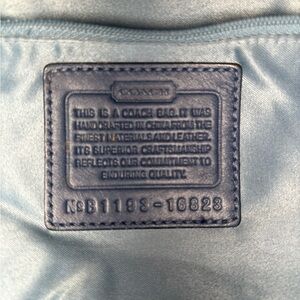 COACH
THIS IS A COACH BAG. IT WAS
HANDCRAFTED IN CHINA OF THE
FINEST MATERIALS AND LEATHER.
ITS SUPERIOR CRAFTSMANSHIP
REFLECTS OUR COMMITMENT TO
ENDURING QUALITY.
No B1193-16823